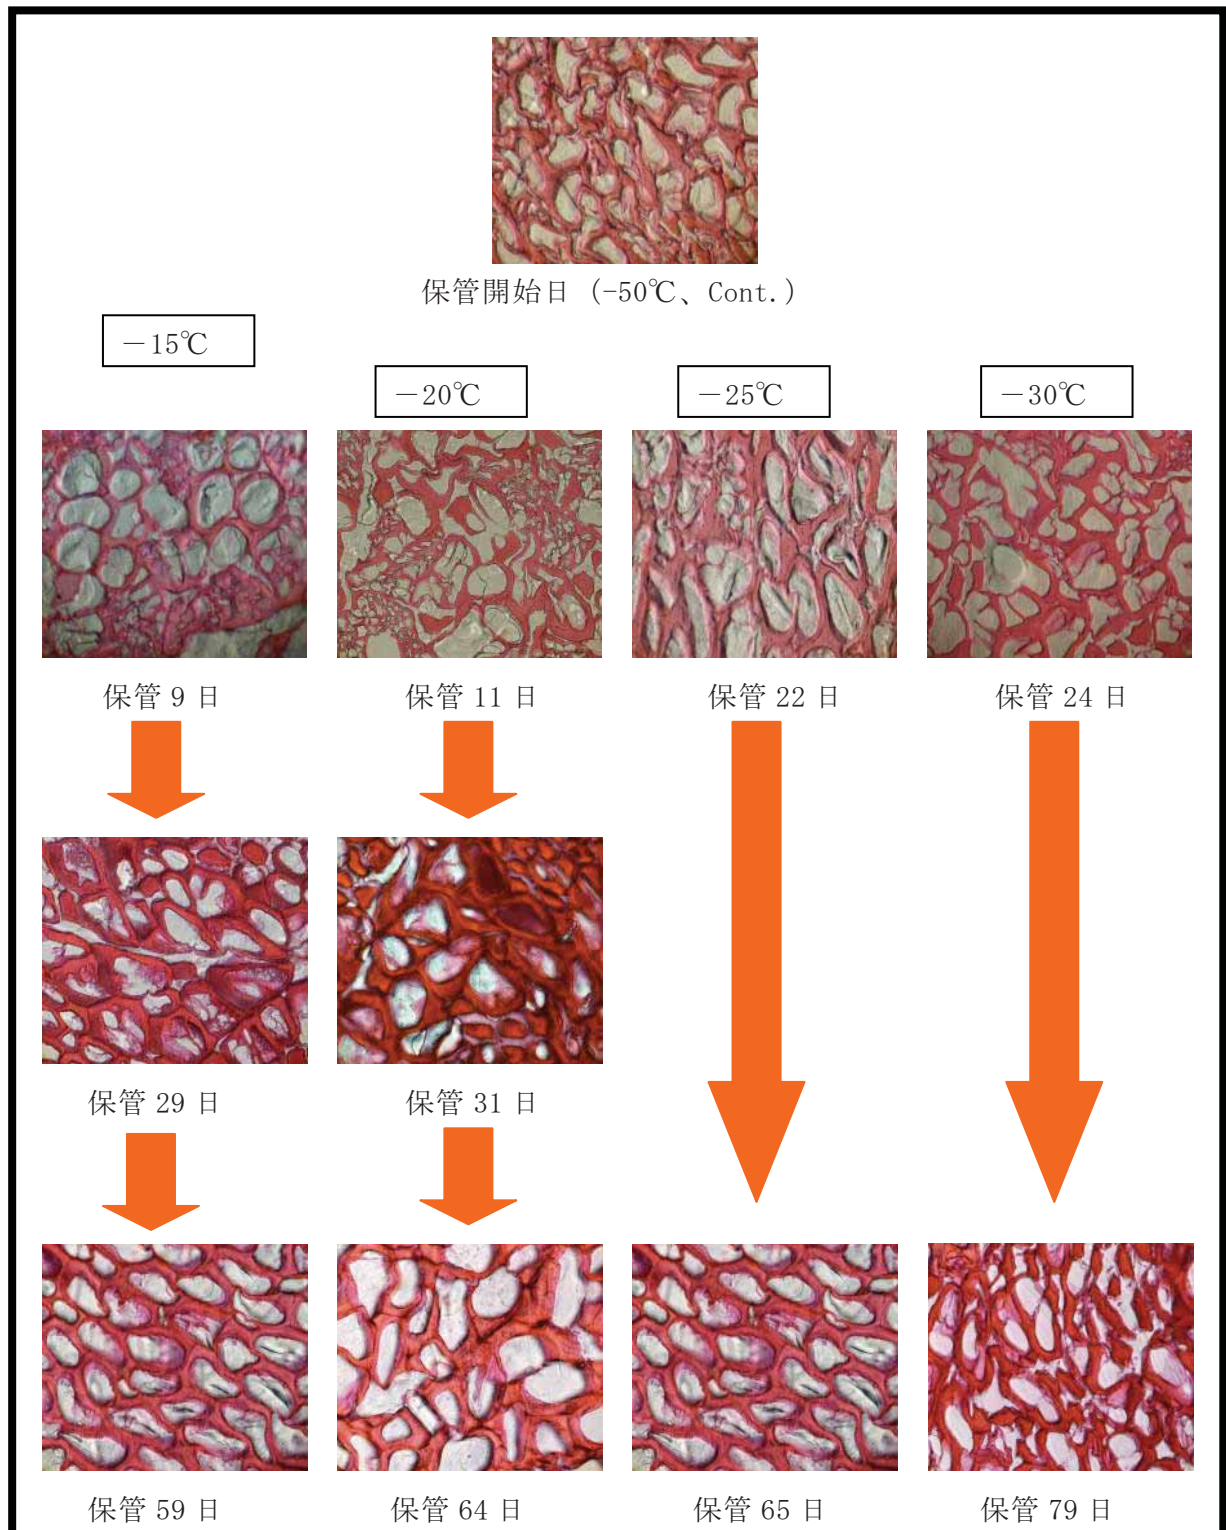 保管開始日 (-50℃、Cont.)
－15℃
－20℃
－25℃
－30℃
保管 9 日
保管 11 日
保管 22 日
保管 24 日
保管 29 日
保管 31 日
保管 59 日
保管 64 日
保管 65 日
保管 79 日